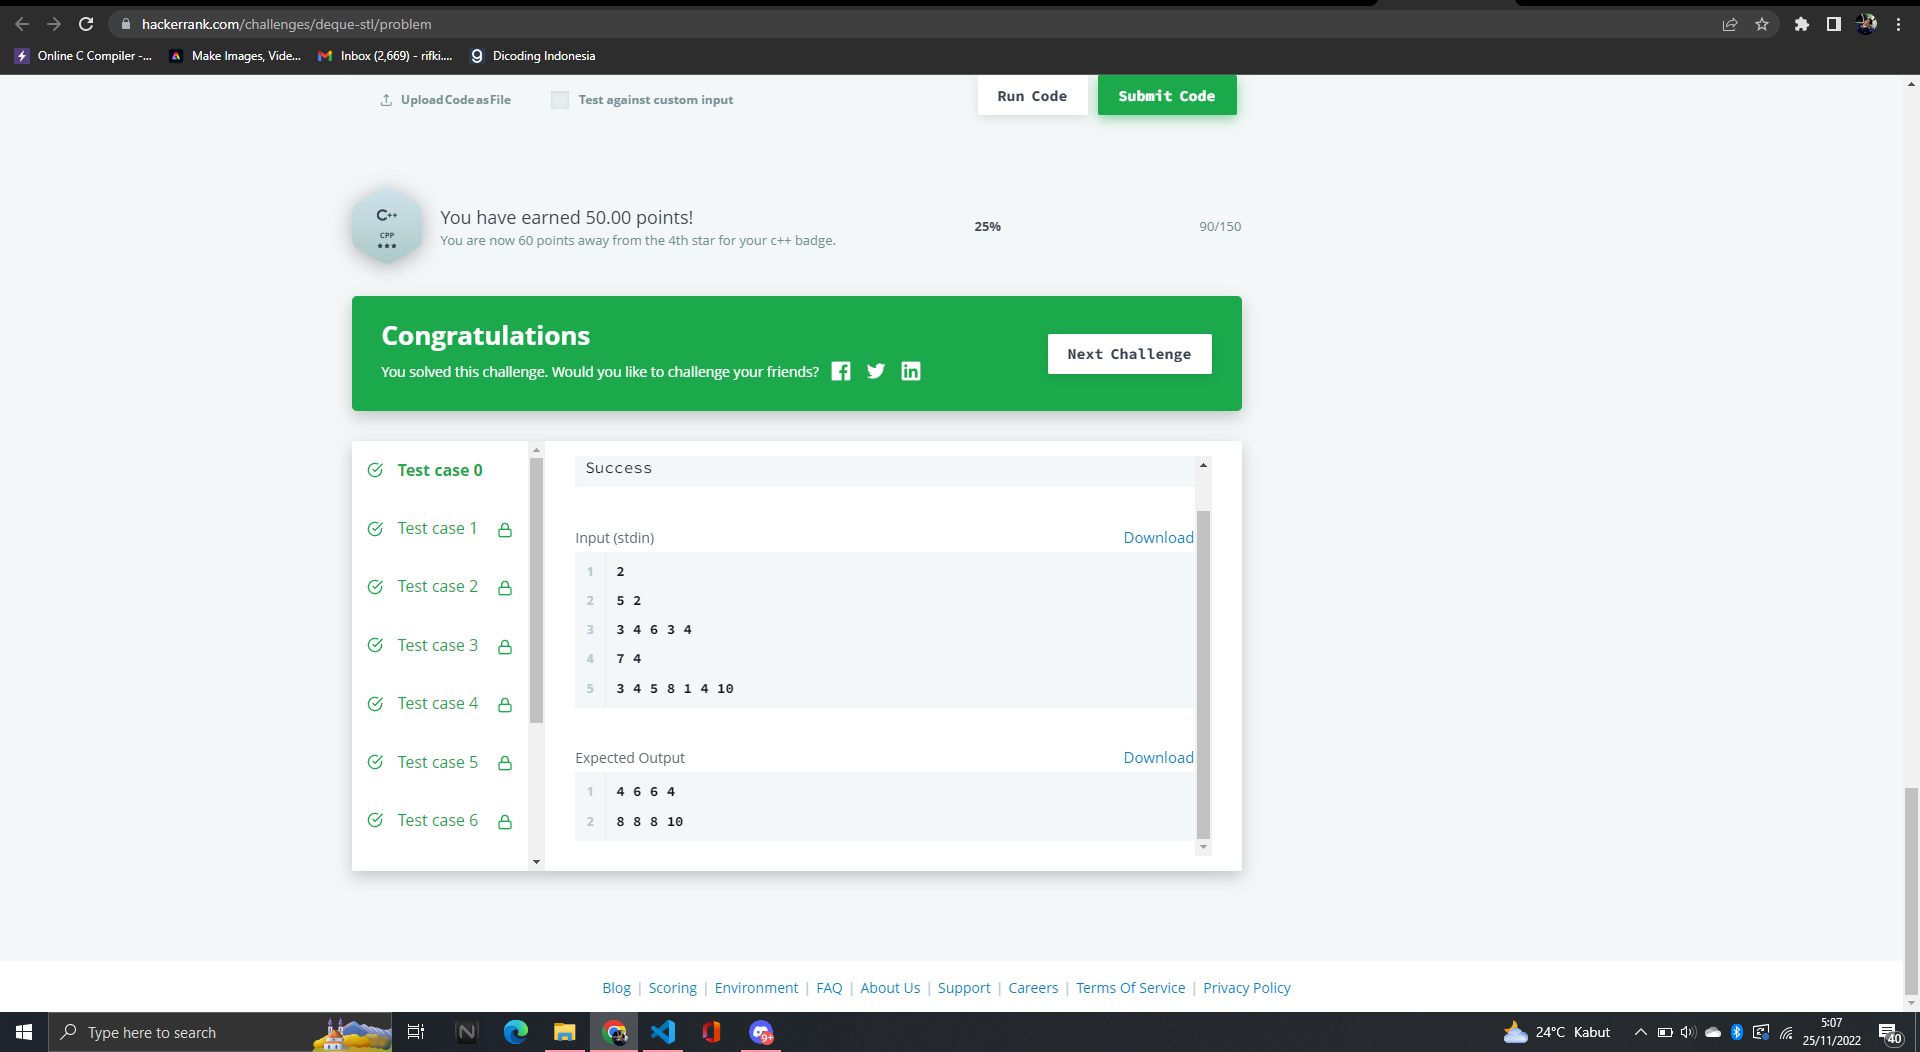 hackerrank.com/challenges/deque-stl/problem
Online C Compiler -...
Make Images, Vide...
Inbox (2,669) - rifki....
Dicoding Indonesia
Upload Code as File
Test against custom input
Run Code
Submit Code
C++
CPP
★★★
You have earned 50.00 points!
You are now 60 points away from the 4th star for your c++ badge.
25%
90/150
Congratulations
You solved this challenge. Would you like to challenge your friends?
Next Challenge
Test case 0
Test case 1
Test case 2
Test case 3
Test case 4
Test case 5
Test case 6
Success
Input (stdin)
Download
1 2
2 5 2
3 3 4 6 3 4
4 7 4
5 3 4 5 8 1 4 10
Expected Output
Download
1 4 6 6 4
2 8 8 8 10
Blog | Scoring | Environment | FAQ | About Us | Support | Careers | Terms Of Service | Privacy Policy
Type here to search
9+
24°C Kabut
5:07
25/11/2022
40